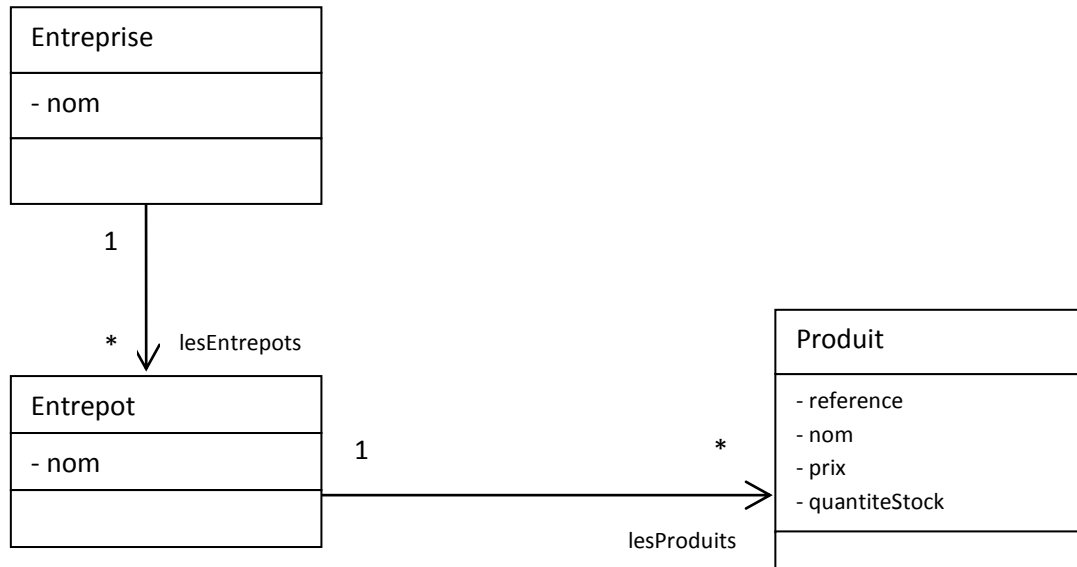 Entreprise
- nom
1
* lesEntrepots
Entrepot
- nom
1 *
lesProduits
Produit
- reference
- nom
- prix
- quantiteStock